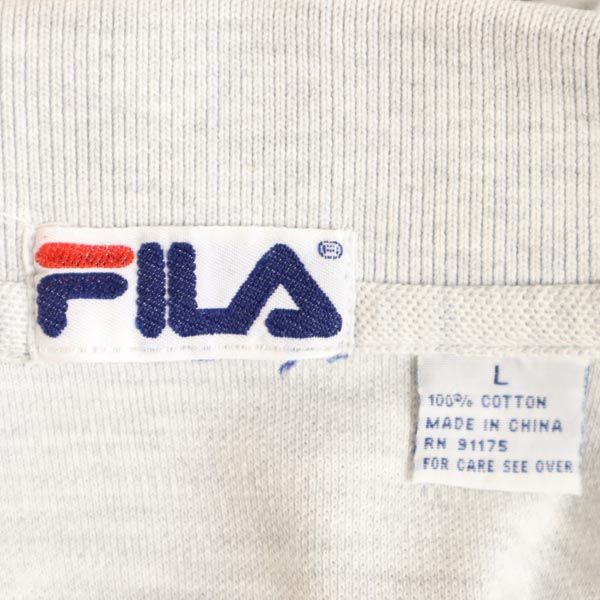 FILA ®
L
100% COTTON
MADE IN CHINA
RN 91175
FOR CARE SEE OVER